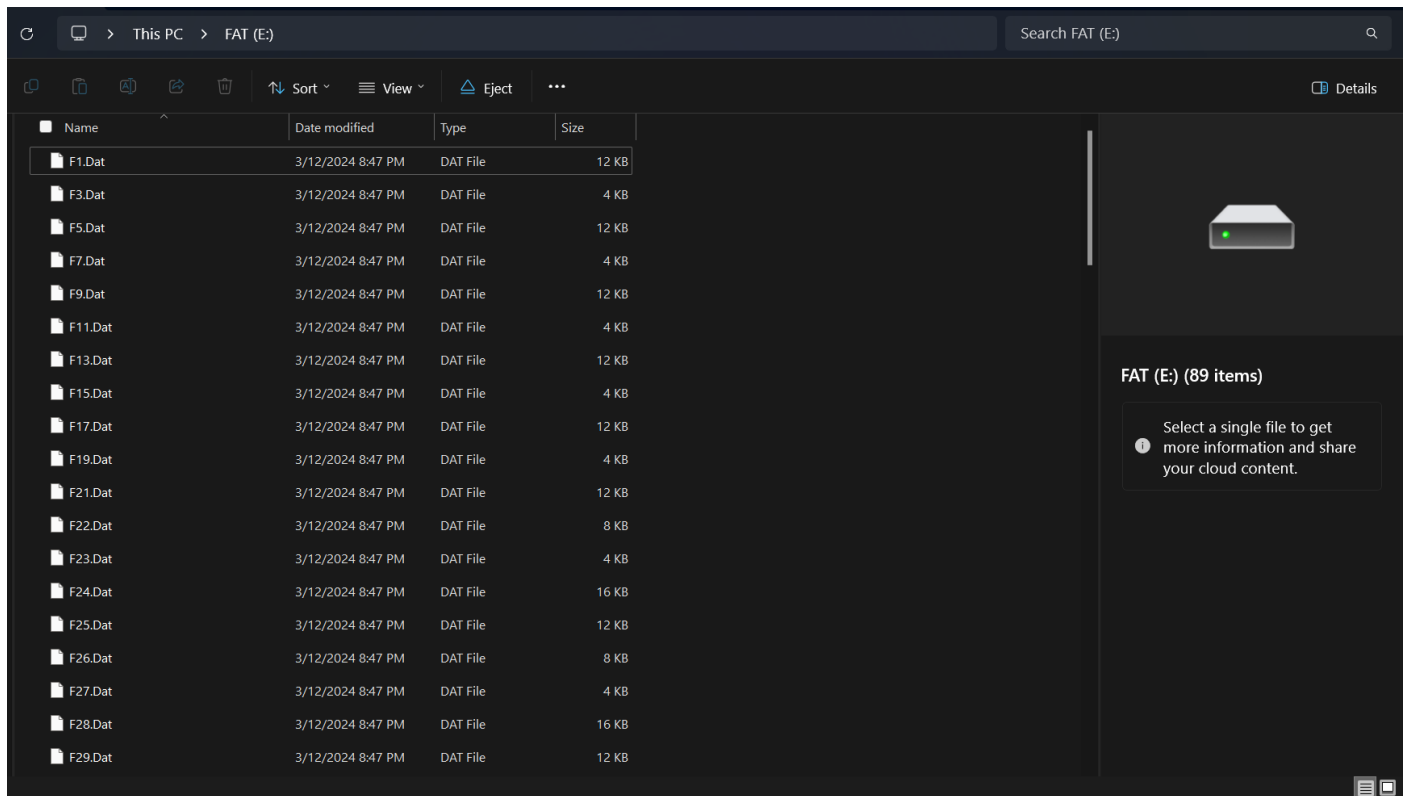 This PC > FAT (E:)
Search FAT (E:)
Sort View Eject ... Details
Name Date modified Type Size
F1.Dat 3/12/2024 8:47 PM DAT File 12 KB
F3.Dat 3/12/2024 8:47 PM DAT File 4 KB
F5.Dat 3/12/2024 8:47 PM DAT File 12 KB
F7.Dat 3/12/2024 8:47 PM DAT File 4 KB
F9.Dat 3/12/2024 8:47 PM DAT File 12 KB
F11.Dat 3/12/2024 8:47 PM DAT File 4 KB
F13.Dat 3/12/2024 8:47 PM DAT File 12 KB
F15.Dat 3/12/2024 8:47 PM DAT File 4 KB
F17.Dat 3/12/2024 8:47 PM DAT File 12 KB
F19.Dat 3/12/2024 8:47 PM DAT File 4 KB
F21.Dat 3/12/2024 8:47 PM DAT File 12 KB
F22.Dat 3/12/2024 8:47 PM DAT File 8 KB
F23.Dat 3/12/2024 8:47 PM DAT File 4 KB
F24.Dat 3/12/2024 8:47 PM DAT File 16 KB
F25.Dat 3/12/2024 8:47 PM DAT File 12 KB
F26.Dat 3/12/2024 8:47 PM DAT File 8 KB
F27.Dat 3/12/2024 8:47 PM DAT File 4 KB
F28.Dat 3/12/2024 8:47 PM DAT File 16 KB
F29.Dat 3/12/2024 8:47 PM DAT File 12 KB
FAT (E:) (89 items)
Select a single file to get
more information and share
your cloud content.